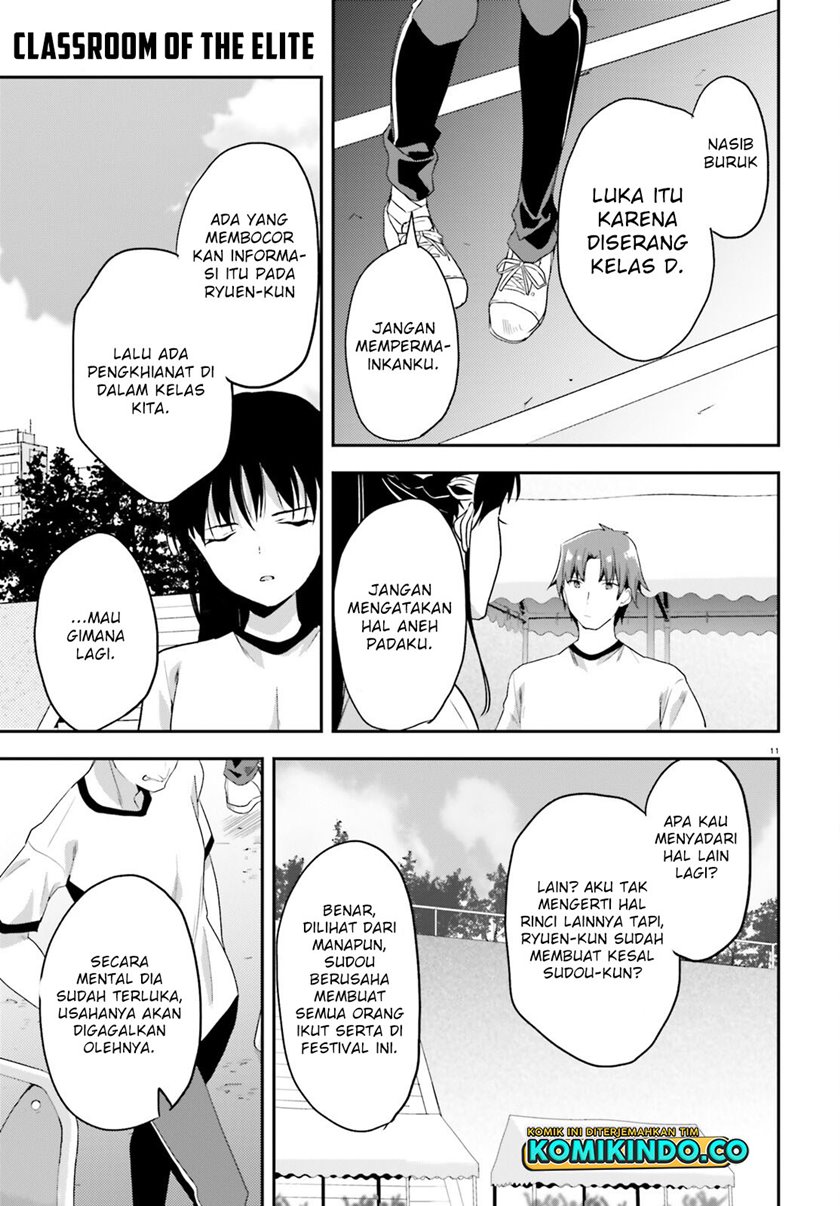 CLASSROOM OF THE ELITE
NASIB
BURUK
LUKA ITU
KARENA
DISERANG
KELAS D.
JANGAN
MEMPERMA-
INKANKU.
ADA YANG
MEMBOCOR
KAN INFORMA-
SI ITU PADA
RYUEN-KUN
LALU ADA
PENGKHIANAT DI
DALAM KELAS
KITA.
JANGAN
MENGATAKAN
HAL ANEH
PADAKU.
...MAU
GIMANA
LAGI.
11
APA KAU
MENYADARI
HAL LAIN
LAGI?
LAIN? AKU TAK
MENGERTI HAL
RINCI LAINNYA TAPI,
RYUEN-KUN SUDAH
MEMBUAT KESAL
SUDOU-KUN?
BENAR,
DILIHAT DARI
MANAPUN,
SUDOU
BERUSAHA
MEMBUAT
SEMUA ORANG
IKUT SERTA DI
FESTIVAL INI.
SECARA
MENTAL DIA
SUDAH TERLUKA,
USAHANYA AKAN
DIGAGALKAN
OLEHNYA.
KOMIK INI DITERJEMAHKAN TIM
KOMIKINDO.CO